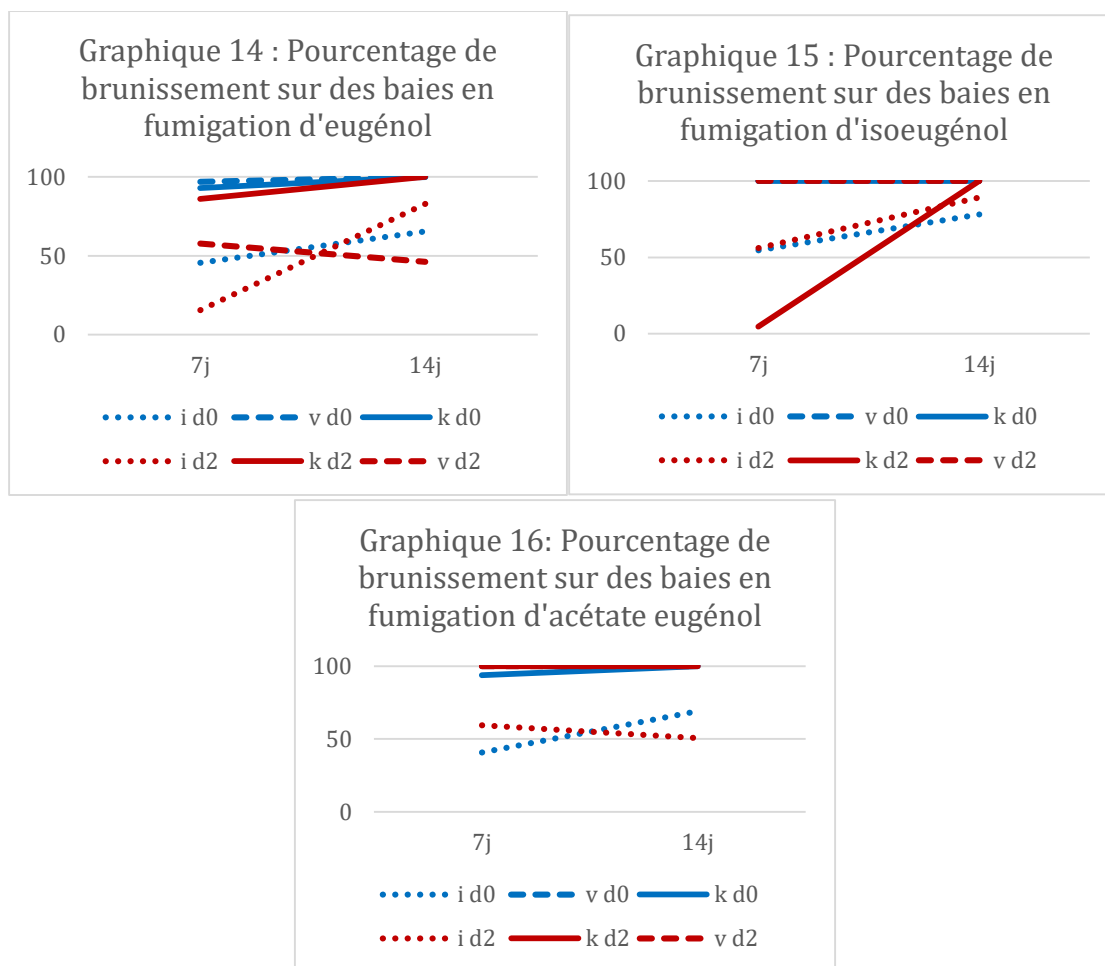 Graphique 14 : Pourcentage de
brunissement sur des baies en
fumigation d'eugénol
100
50
0
7j 14j
i d0 v d0 k d0
i d2 k d2 v d2
Graphique 15 : Pourcentage de
brunissement sur des baies en
fumigation d'isoeugénol
100
50
0
7j 14j
i d0 v d0 k d0
i d2 k d2 v d2
Graphique 16: Pourcentage de
brunissement sur des baies en
fumigation d'acétate eugénol
100
50
0
7j 14j
i d0 v d0 k d0
i d2 k d2 v d2